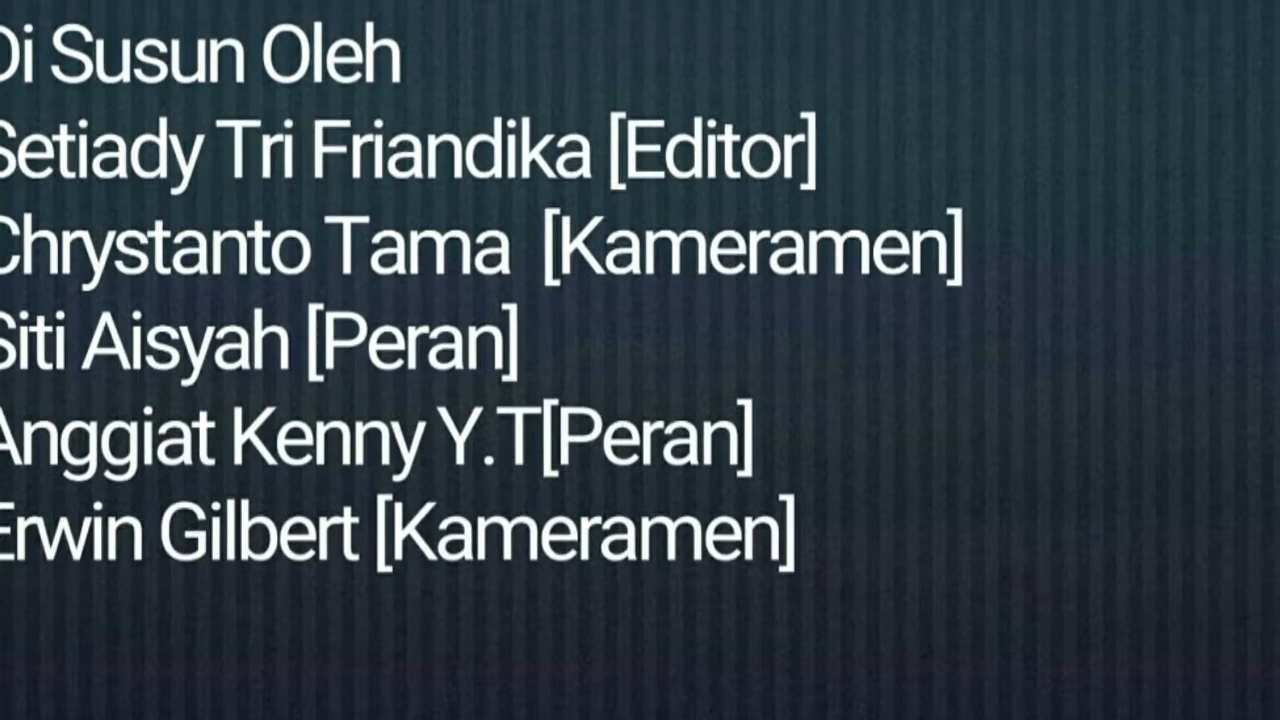 Di Susun Oleh
Setiady Tri Friandika [Editor]
Chrystanto Tama [Kameramen]
Siti Aisyah [Peran]
Anggiat Kenny Y.T[Peran]
Erwin Gilbert [Kameramen]